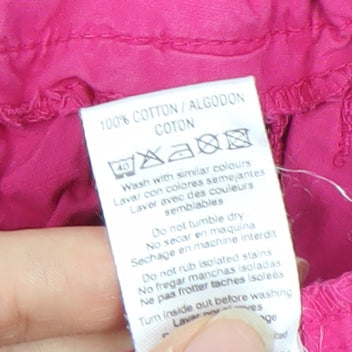 100% COTTON / ALGODON
COTON
40
Wash with similar colours
Lavar con colores semejantes
Laver avec des couleurs
semblables
Do not tumble dry
No secar en maquina
Sechage en machine interdit
Do not rub isolated stains
No fregar manchas isoladas
Ne pas frotter taches isolées
Turn inside out before washing
Lavar